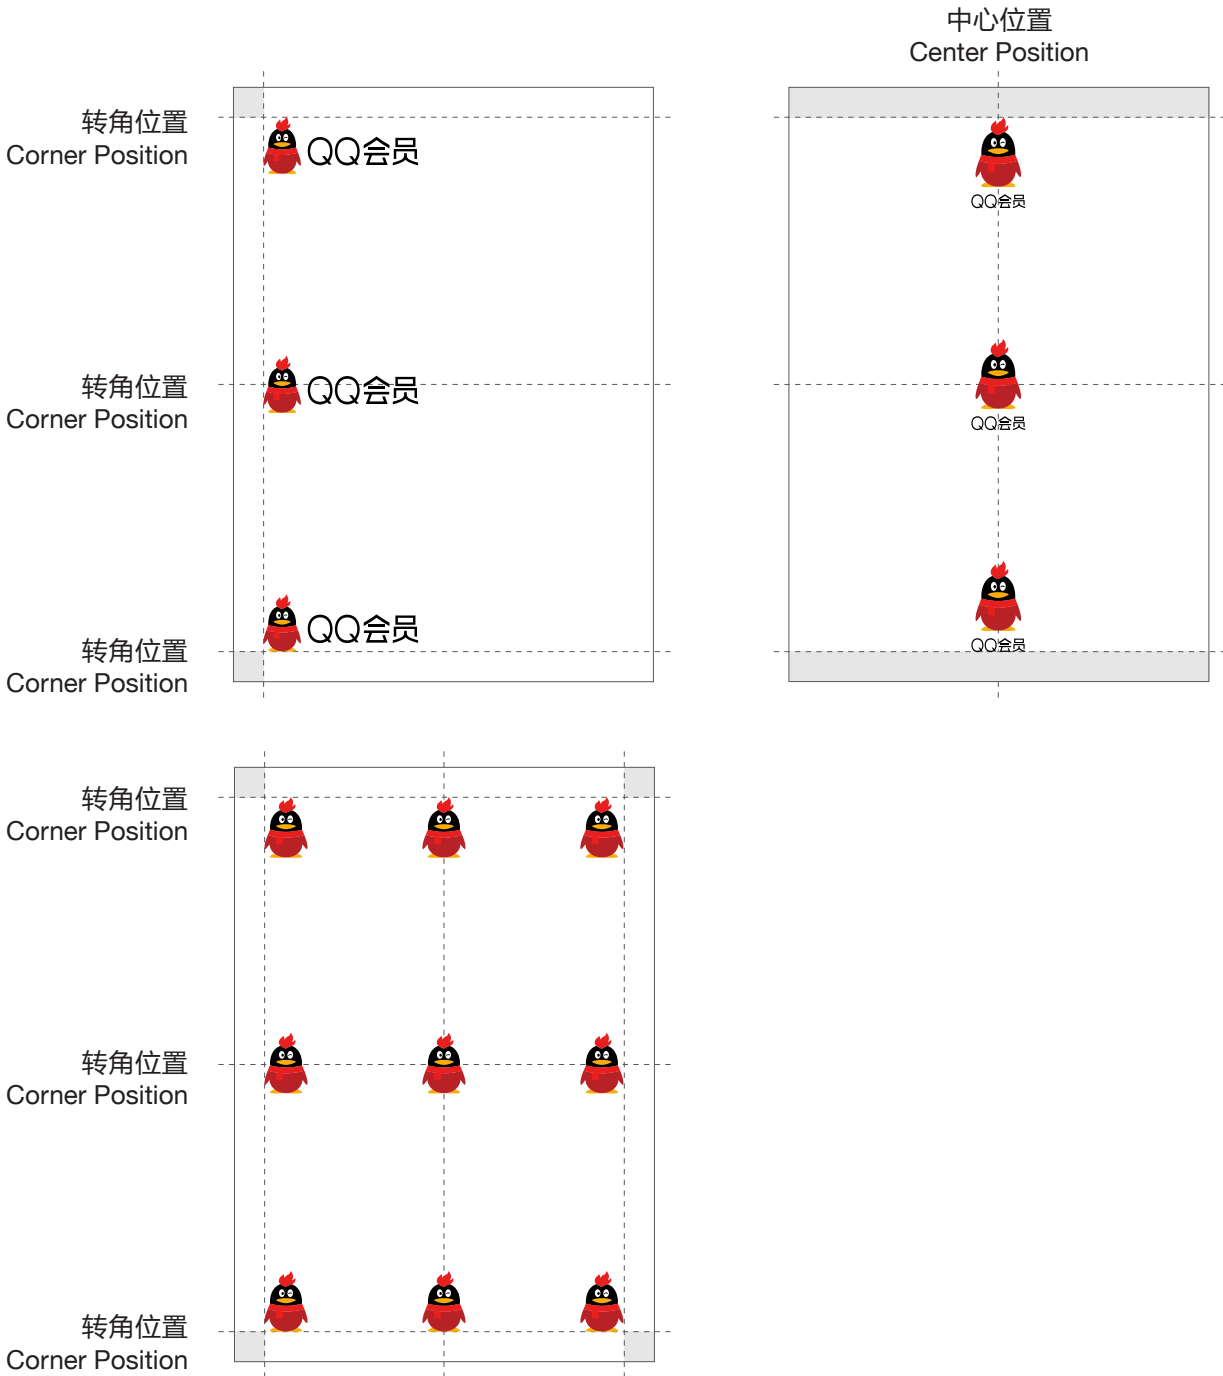 中心位置
Center Position
转角位置
Corner Position
QQ会员
QQ会员
转角位置
Corner Position
QQ会员
QQ会员
转角位置
Corner Position
QQ会员
QQ会员
转角位置
Corner Position
转角位置
Corner Position
转角位置
Corner Position